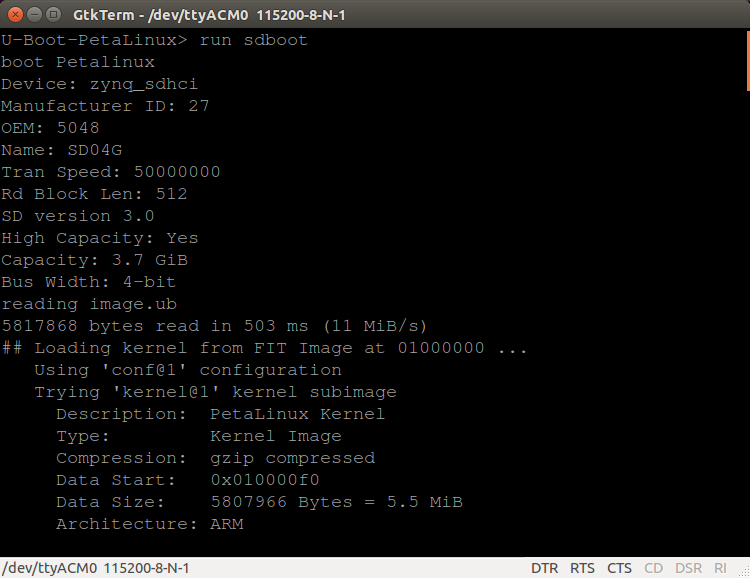 GtkTerm - /dev/ttyACM0 115200-8-N-1
U-Boot-PetaLinux> run sdboot
boot Petalinux
Device: zynq_sdhci
Manufacturer ID: 27
OEM: 5048
Name: SD04G
Tran Speed: 50000000
Rd Block Len: 512
SD version 3.0
High Capacity: Yes
Capacity: 3.7 GiB
Bus Width: 4-bit
reading image.ub
5817868 bytes read in 503 ms (11 MiB/s)
## Loading kernel from FIT Image at 01000000 ...
   Using 'conf@1' configuration
   Trying 'kernel@1' kernel subimage
     Description:  PetaLinux Kernel
     Type:         Kernel Image
     Compression:  gzip compressed
     Data Start:   0x010000f0
     Data Size:    5807966 Bytes = 5.5 MiB
     Architecture: ARM
/dev/ttyACM0 115200-8-N-1 DTR RTS CTS CD DSR RI